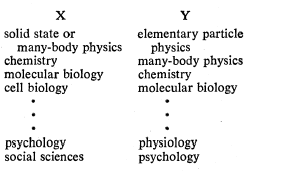 X Y
solid state or elementary particle
many-body physics physics
chemistry many-body physics
molecular biology chemistry
cell biology molecular biology
• •
• •
• •
psychology physiology
social sciences psychology